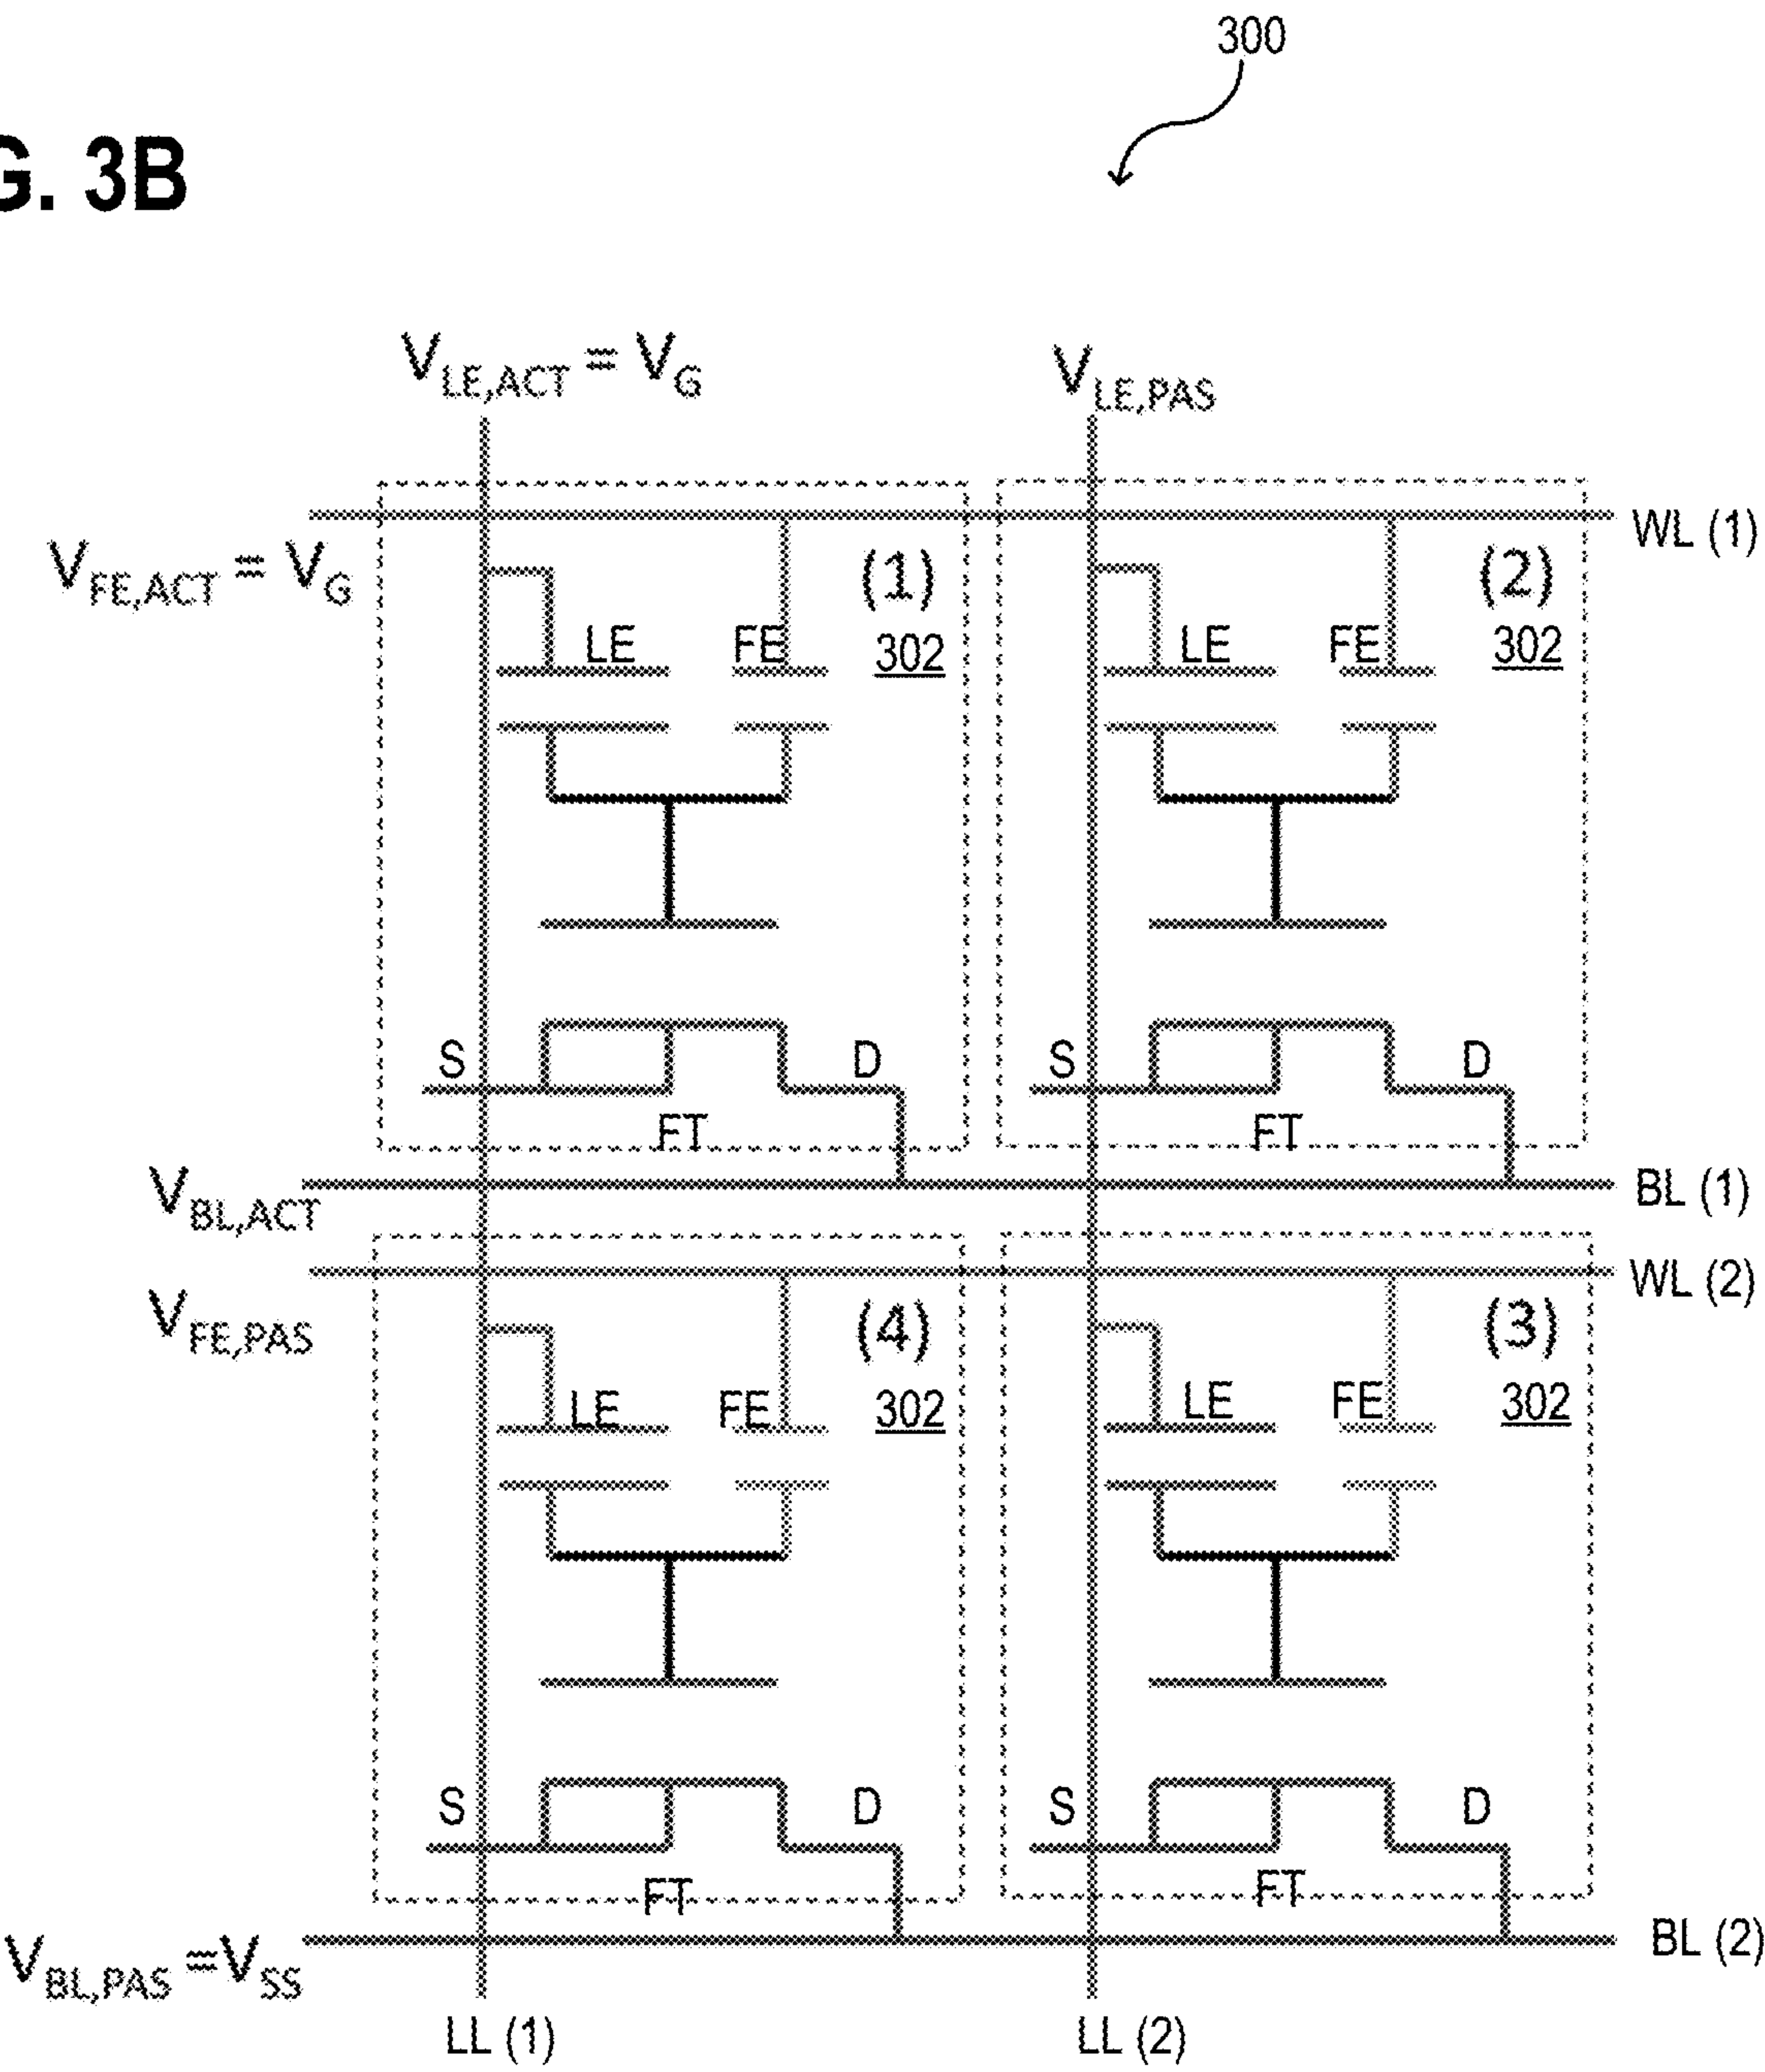 300
G. 3B
V_LE,ACT = V_G V_LE,PAS
WL (1)
V_FE,ACT = V_G
(1) (2)
LE FE 302 LE FE 302
S D S D
FT FT
V_BL,ACT BL (1)
WL (2)
V_FE,PAS (4) (3)
LE FE 302 LE FE 302
S D S D
FT FT
V_BL,PAS =V_SS BL (2)
LL (1) LL (2)